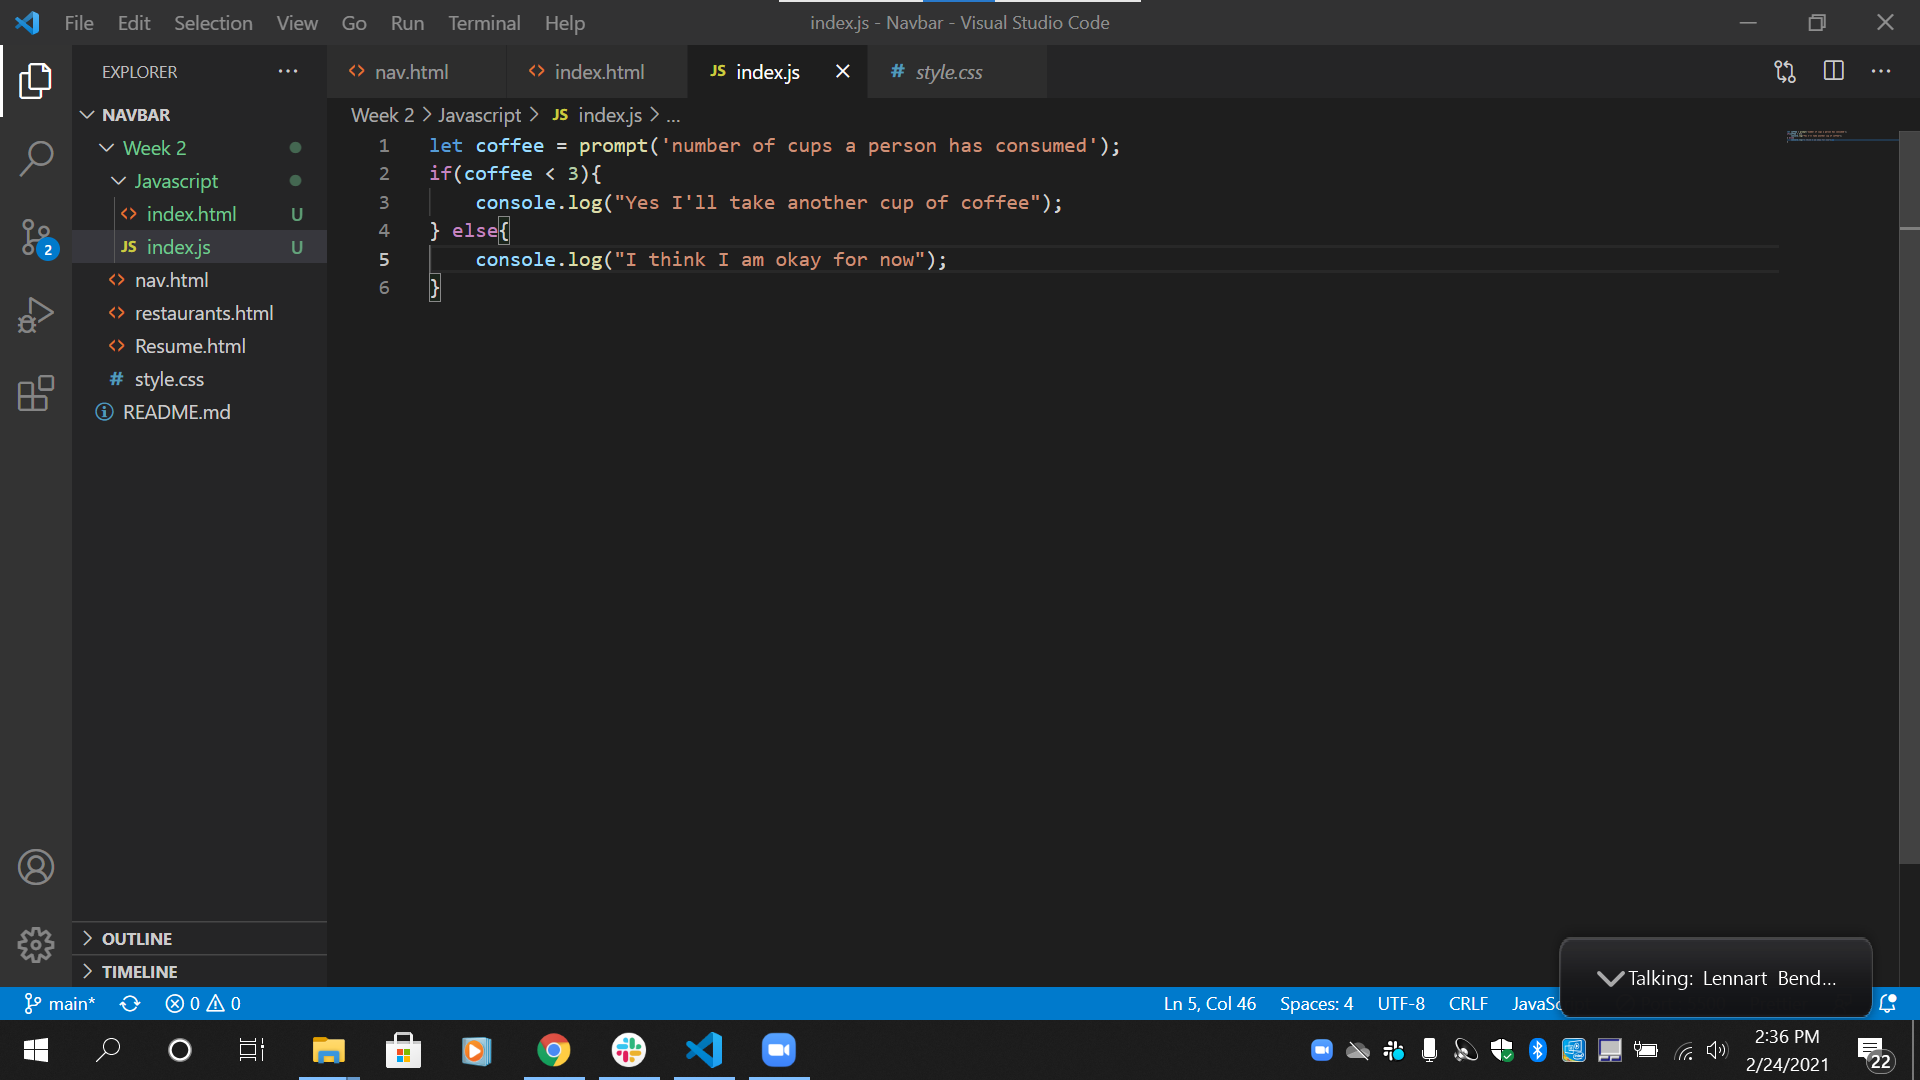 File Edit Selection View Go Run Terminal Help
index.js - Navbar - Visual Studio Code
EXPLORER
nav.html
index.html
JS index.js
# style.css
NAVBAR
Week 2
Javascript
index.html U
JS index.js U
nav.html
restaurants.html
Resume.html
# style.css
README.md
OUTLINE
TIMELINE
2
Week 2 > Javascript > JS index.js > ...
1 let coffee = prompt('number of cups a person has consumed');
2 if(coffee < 3){
3 console.log("Yes I'll take another cup of coffee");
4 } else{
5 console.log("I think I am okay for now");
6 }
Talking: Lennart Bend...
main* 0 0
Ln 5, Col 46 Spaces: 4 UTF-8 CRLF
2:36 PM
2/24/2021
22